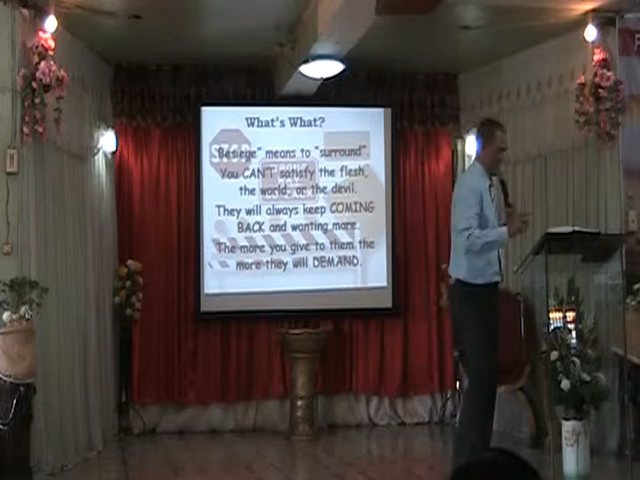 What's What?
STOP
"Besiege" means to "surround".
You CAN'T satisfy the flesh,
the world, or the devil.
They will always keep COMING
BACK and wanting more.
The more you give to them the
more they will DEMAND.